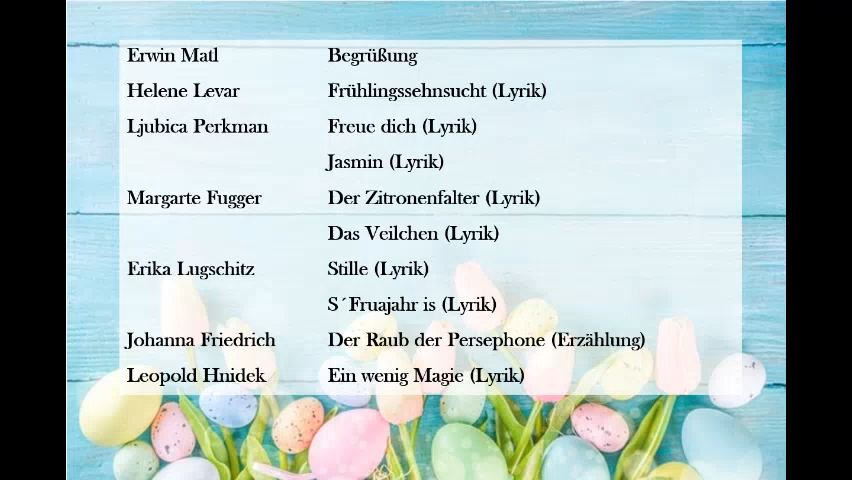 Erwin Matl Begrüßung
Helene Levar Frühlingssehnsucht (Lyrik)
Ljubica Perkman Freue dich (Lyrik)
Jasmin (Lyrik)
Margarte Fugger Der Zitronenfalter (Lyrik)
Das Veilchen (Lyrik)
Erika Lugschitz Stille (Lyrik)
S´Fruajahr is (Lyrik)
Johanna Friedrich Der Raub der Persephone (Erzählung)
Leopold Hnidek Ein wenig Magie (Lyrik)